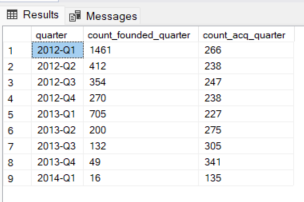 Results Messages
quarter count_founded_quarter count_acq_quarter
1 2012-Q1 1461 266
2 2012-Q2 412 238
3 2012-Q3 354 247
4 2012-Q4 270 238
5 2013-Q1 705 227
6 2013-Q2 200 275
7 2013-Q3 132 305
8 2013-Q4 49 341
9 2014-Q1 16 135